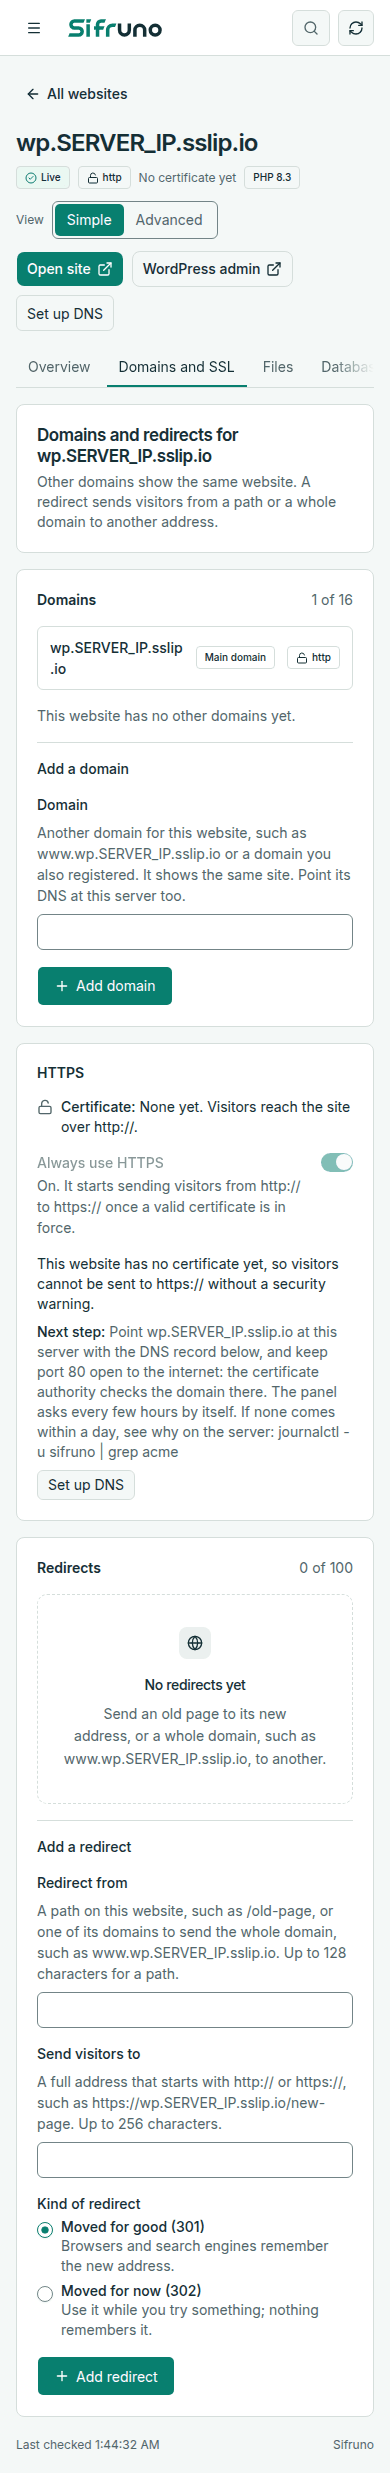 Sifruno
All websites
wp.SERVER_IP.sslip.io
Live
http
No certificate yet
PHP 8.3
View
Simple
Advanced
Open site
WordPress admin
Set up DNS
Overview
Domains and SSL
Files
Databas
Domains and redirects for
wp.SERVER_IP.sslip.io
Other domains show the same website. A
redirect sends visitors from a path or a whole
domain to another address.
Domains
1 of 16
wp.SERVER_IP.sslip
.io
Main domain
http
This website has no other domains yet.
Add a domain
Domain
Another domain for this website, such as
www.wp.SERVER_IP.sslip.io or a domain you
also registered. It shows the same site. Point its
DNS at this server too.
Add domain
HTTPS
Certificate: None yet. Visitors reach the site
over http://.
Always use HTTPS
On. It starts sending visitors from http://
to https:// once a valid certificate is in
force.
This website has no certificate yet, so visitors
cannot be sent to https:// without a security
warning.
Next step: Point wp.SERVER_IP.sslip.io at this
server with the DNS record below, and keep
port 80 open to the internet: the certificate
authority checks the domain there. The panel
asks every few hours by itself. If none comes
within a day, see why on the server: journalctl -
u sifruno | grep acme
Set up DNS
Redirects
0 of 100
No redirects yet
Send an old page to its new
address, or a whole domain, such as
www.wp.SERVER_IP.sslip.io, to another.
Add a redirect
Redirect from
A path on this website, such as /old-page, or
one of its domains to send the whole domain,
such as www.wp.SERVER_IP.sslip.io. Up to 128
characters for a path.
Send visitors to
A full address that starts with http:// or https://,
such as https://wp.SERVER_IP.sslip.io/new-
page. Up to 256 characters.
Kind of redirect
Moved for good (301)
Browsers and search engines remember
the new address.
Moved for now (302)
Use it while you try something; nothing
remembers it.
Add redirect
Last checked 1:44:32 AM
Sifruno